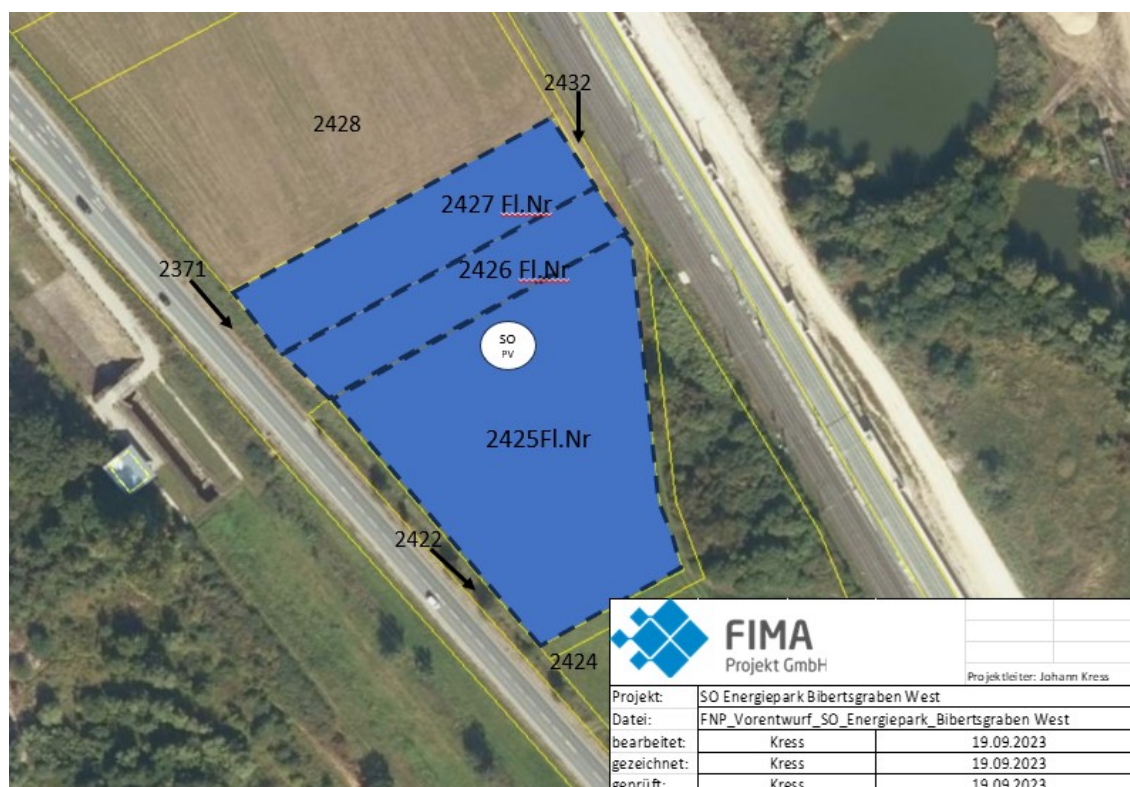 2432
2428
2427 Fl.Nr
2371
2426 Fl.Nr
SO
PV
2425Fl.Nr
2422
2424
FIMA
Projekt GmbH
Projektleiter: Johann Kress
Projekt: SO Energiepark Bibertsgraben West
Datei: FNP_Vorentwurf_SO_Energiepark_Bibertsgraben West
bearbeitet: Kress 19.09.2023
gezeichnet: Kress 19.09.2023
geprüft: Kress 19.09.2023